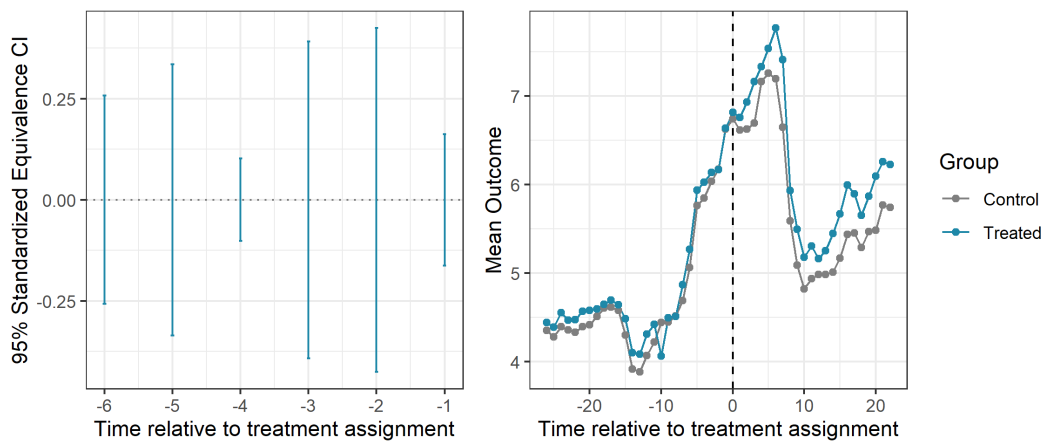 95% Standardized Equivalence CI
0.25
0.00
-0.25
-6 -5 -4 -3 -2 -1
Time relative to treatment assignment
Mean Outcome
7
6
5
4
-20 -10 0 10 20
Time relative to treatment assignment
Group
Control
Treated